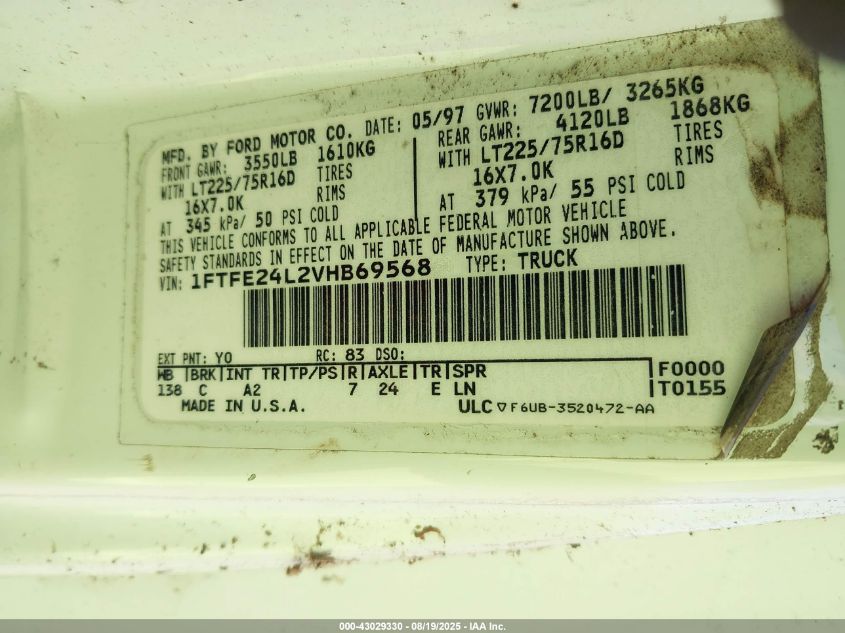 MFD. BY FORD MOTOR CO. DATE: 05/97 GVWR: 7200LB/ 3265KG
FRONT GAWR: 3550LB 1610KG
WITH LT225/75R16D TIRES
16X7.0K RIMS
AT 345 kPa/ 50 PSI COLD
REAR GAWR: 4120LB 1868KG
WITH LT225/75R16D TIRES
16X7.0K RIMS
AT 379 kPa/ 55 PSI COLD
THIS VEHICLE CONFORMS TO ALL APPLICABLE FEDERAL MOTOR VEHICLE
SAFETY STANDARDS IN EFFECT ON THE DATE OF MANUFACTURE SHOWN ABOVE.
VIN: 1FTFE24L2VHB69568 TYPE: TRUCK
EXT PNT: YO RC: 83 DSO:
WB |BRK|INT TR|TP/PS|R|AXLE|TR|SPR F0000
138 C A2 7 24 E LN T0155
MADE IN U.S.A. ULC ▽F6UB-3520472-AA
000-43029330 - 08/19/2025 - IAA Inc.